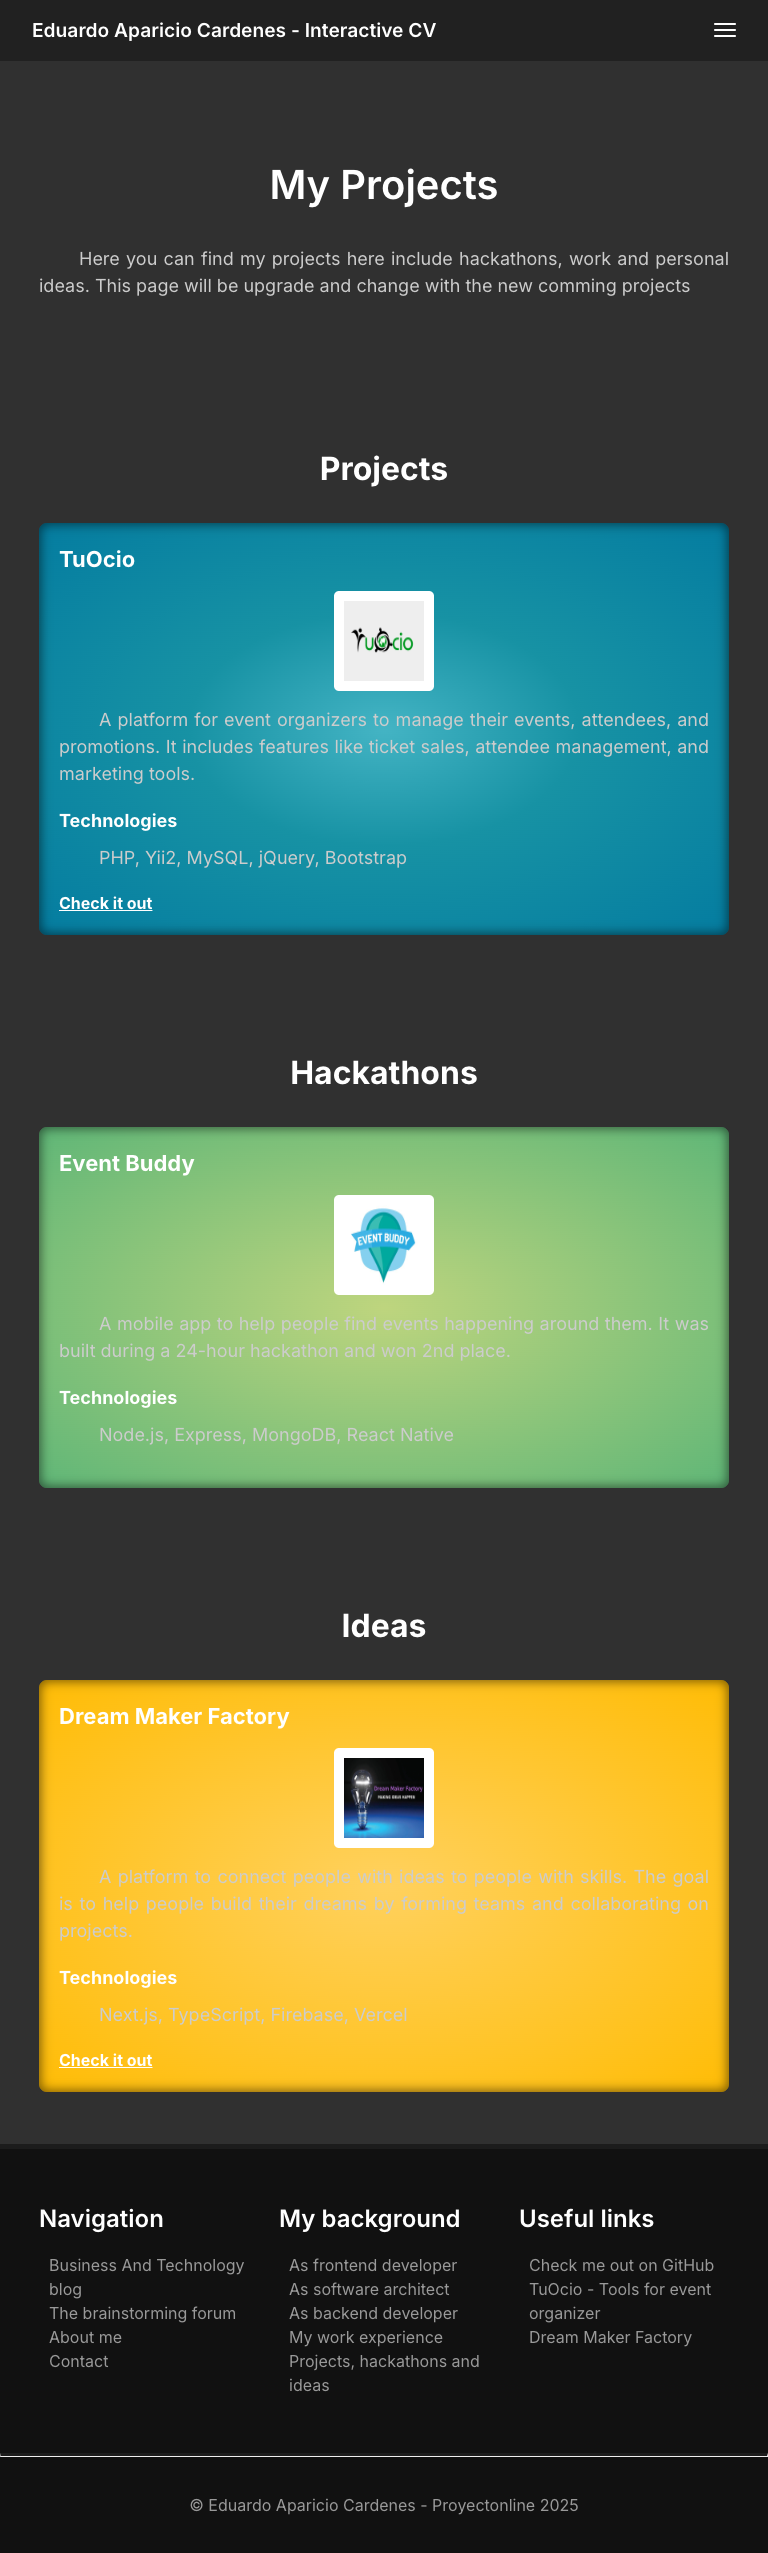 Eduardo Aparicio Cardenes - Interactive CV
My Projects
Here you can find my projects here include hackathons, work and personal
ideas. This page will be upgrade and change with the new comming projects
Projects
TuOcio
TuOcio
A platform for event organizers to manage their events, attendees, and
promotions. It includes features like ticket sales, attendee management, and
marketing tools.
Technologies
PHP, Yii2, MySQL, jQuery, Bootstrap
Check it out
Hackathons
Event Buddy
EVENT BUDDY
A mobile app to help people find events happening around them. It was
built during a 24-hour hackathon and won 2nd place.
Technologies
Node.js, Express, MongoDB, React Native
Ideas
Dream Maker Factory
Dream Maker Factory
MAKING IDEAS HAPPEN
A platform to connect people with ideas to people with skills. The goal
is to help people build their dreams by forming teams and collaborating on
projects.
Technologies
Next.js, TypeScript, Firebase, Vercel
Check it out
Navigation
Business And Technology
blog
The brainstorming forum
About me
Contact
My background
As frontend developer
As software architect
As backend developer
My work experience
Projects, hackathons and
ideas
Useful links
Check me out on GitHub
TuOcio - Tools for event
organizer
Dream Maker Factory
© Eduardo Aparicio Cardenes - Proyectonline 2025